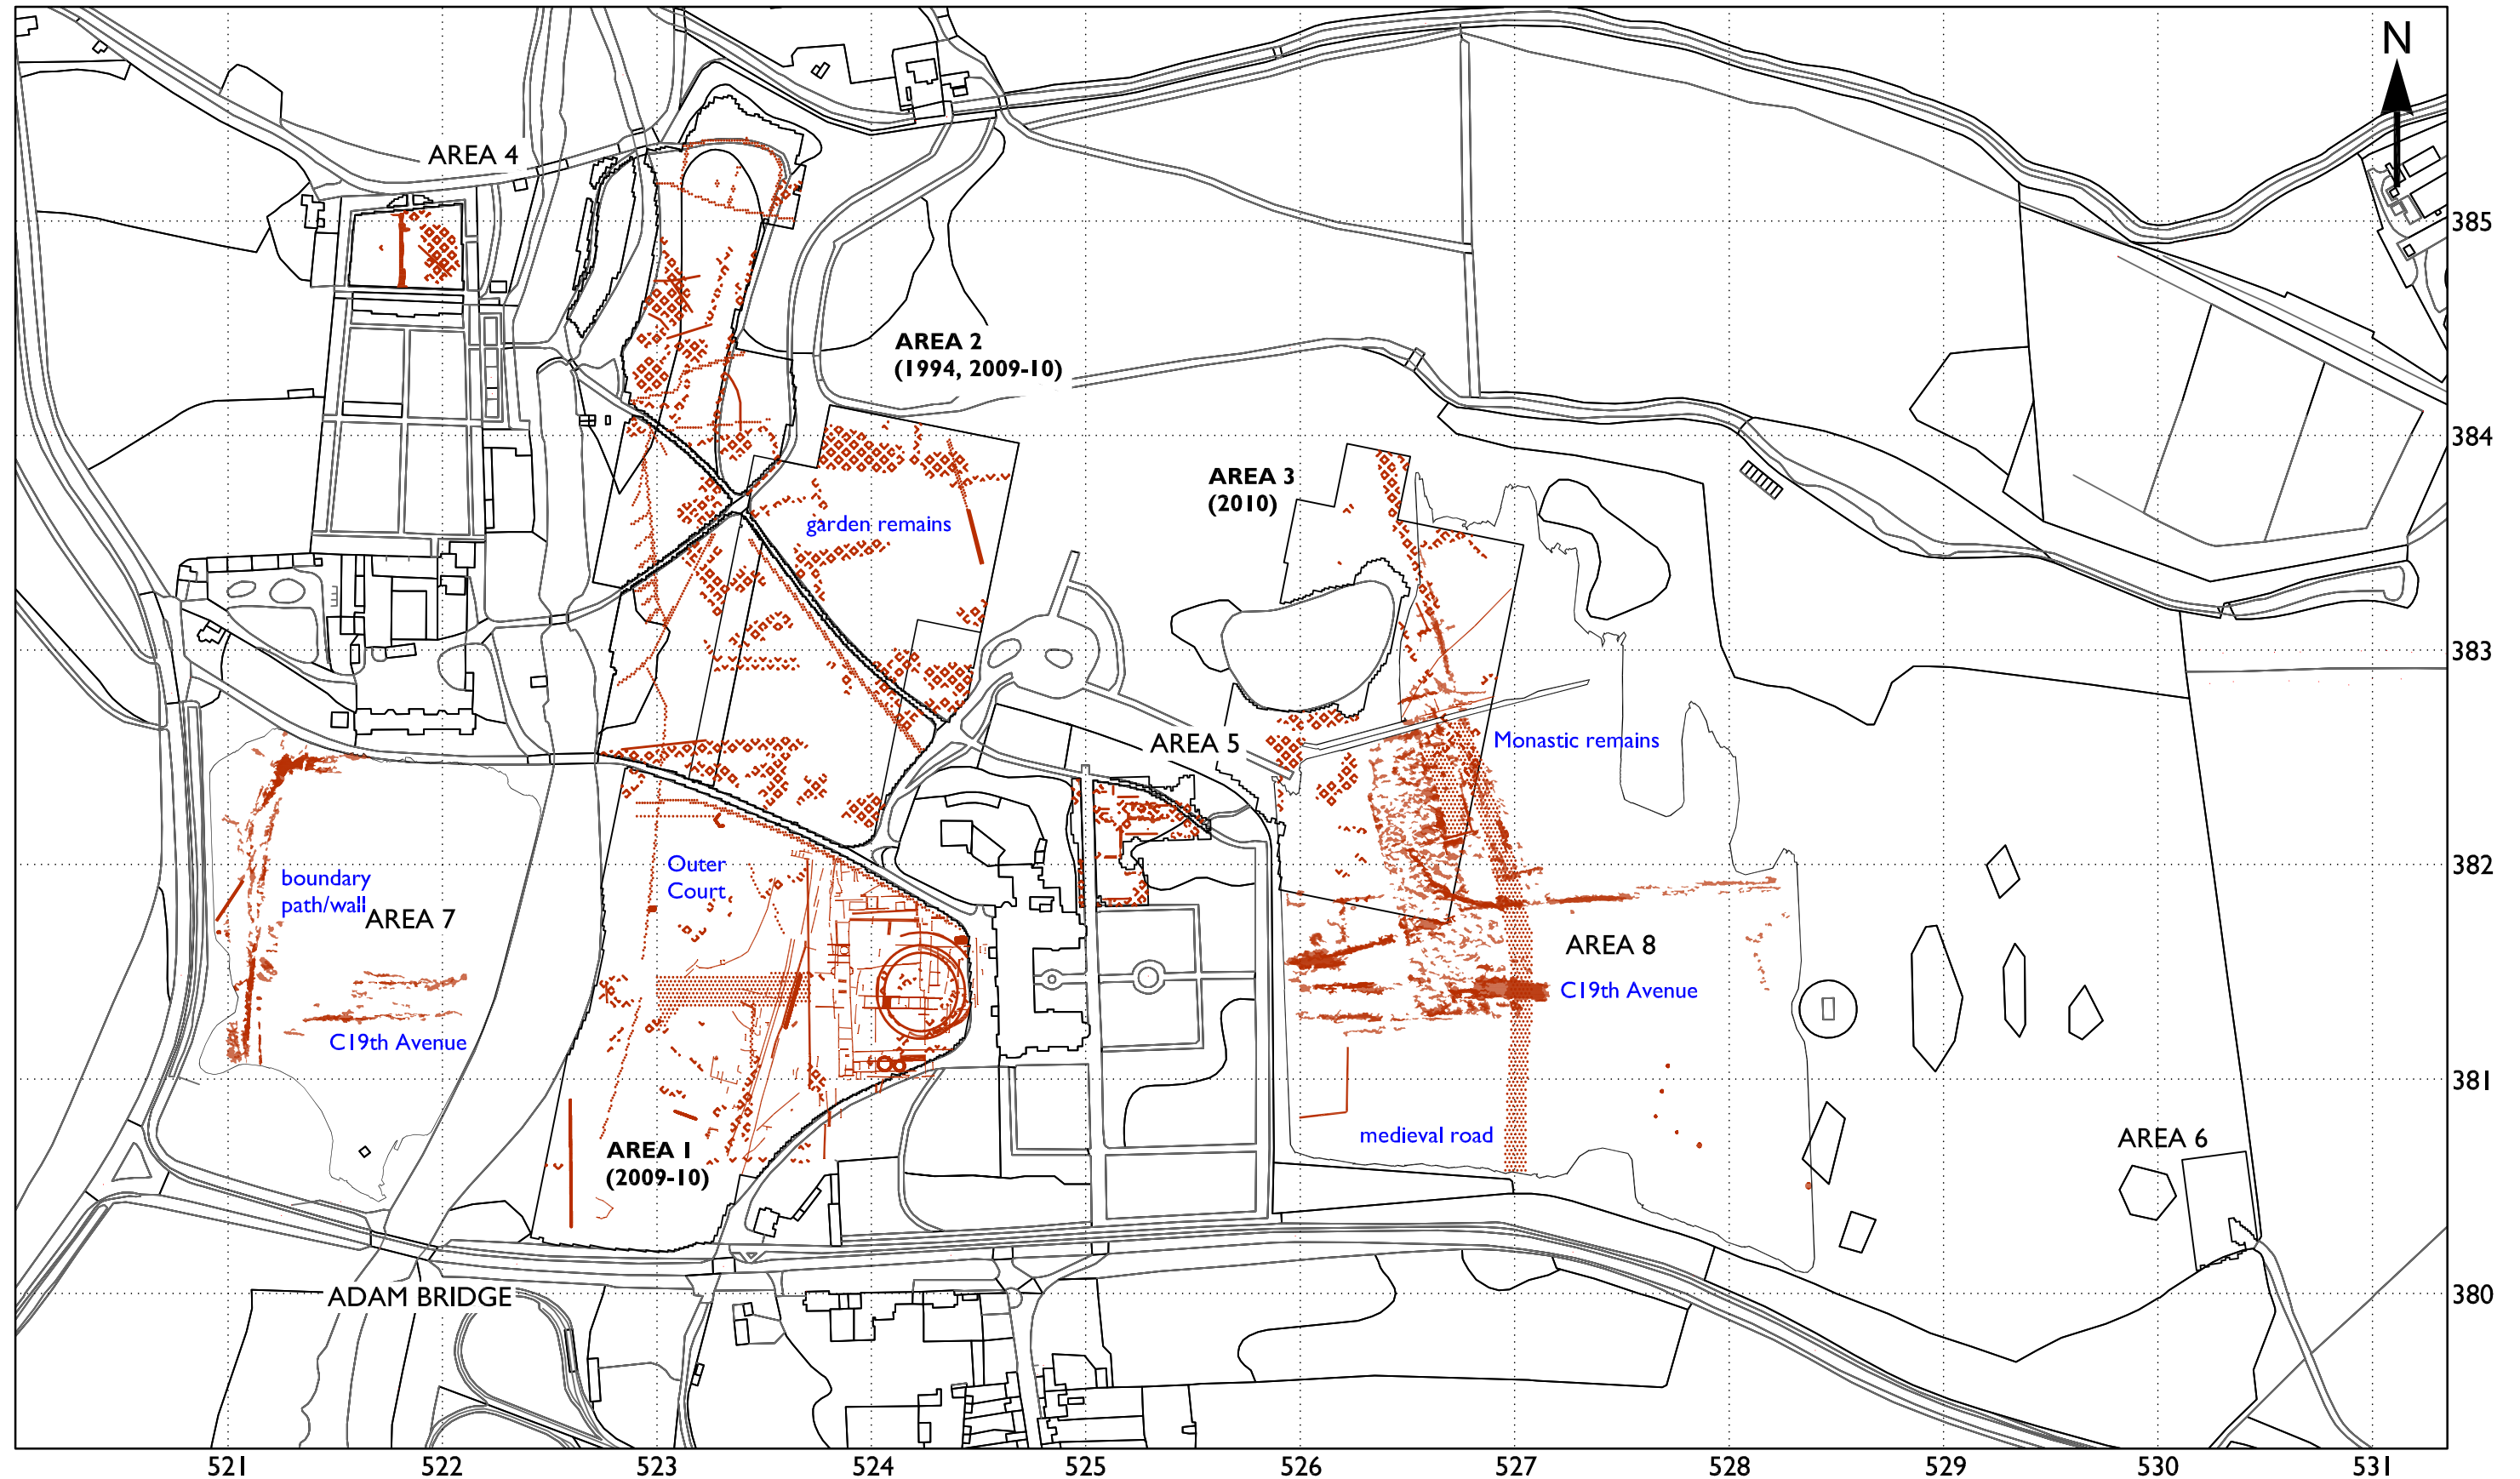 N
AREA 4
385
AREA 2
(1994, 2009-10)
384
AREA 3
(2010)
garden remains
383
AREA 5
Monastic remains
382
Outer
Court
boundary
path/wall
AREA 7
AREA 8
C19th Avenue
C19th Avenue
381
medieval road
AREA 6
AREA 1
(2009-10)
ADAM BRIDGE
380
521 522 523 524 525 526 527 528 529 530 531